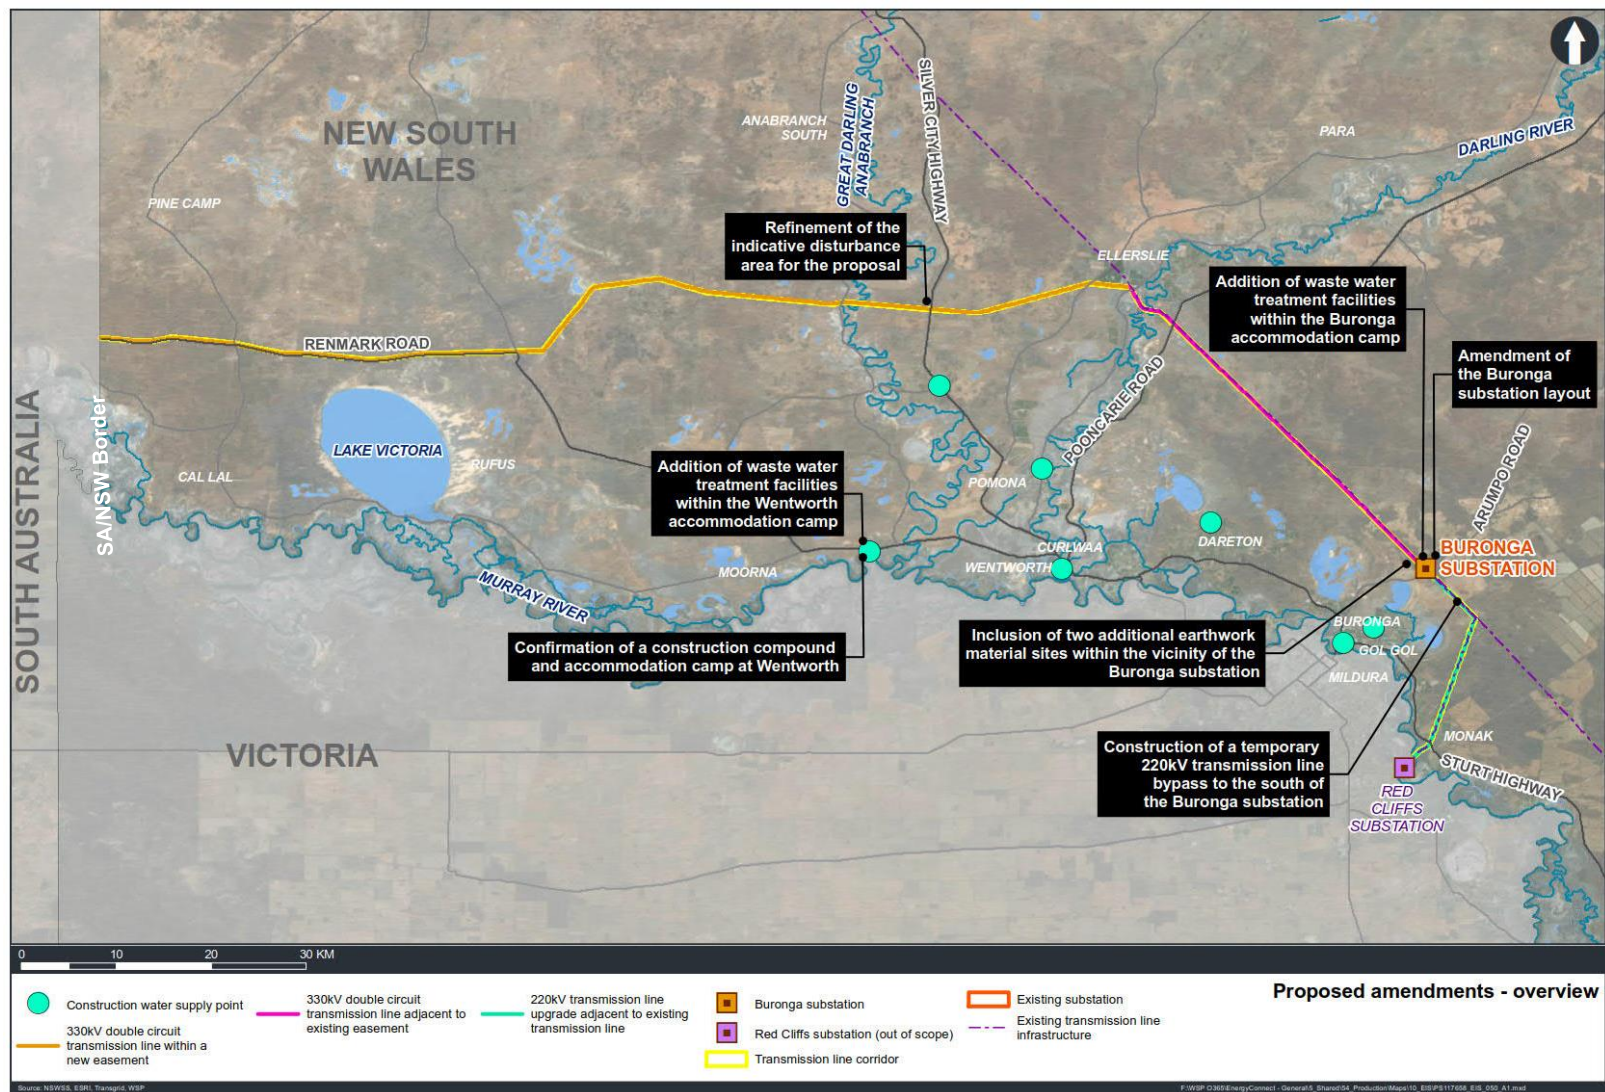 NEW SOUTH
WALES
ANABRANCH
SOUTH
GREAT DARLING
ANABRANCH
SILVER CITY HIGHWAY
PARA
DARLING RIVER
PINE CAMP
Refinement of the
indicative disturbance
area for the proposal
ELLERSLIE
Addition of waste water
treatment facilities
within the Buronga
accommodation camp
RENMARK ROAD
Amendment of
the Buronga
substation layout
POONCARIE ROAD
SOUTH AUSTRALIA
SA/NSW Border
LAKE VICTORIA
RUFUS
CAL LAL
Addition of waste water
treatment facilities
within the Wentworth
accommodation camp
POMONA
ARUMPO ROAD
DARETON
CURLWAA
WENTWORTH
MOORNA
BURONGA
SUBSTATION
MURRAY RIVER
Confirmation of a construction compound
and accommodation camp at Wentworth
Inclusion of two additional earthwork
material sites within the vicinity of the
Buronga substation
BURONGA
GOL GOL
MILDURA
VICTORIA
Construction of a temporary
220kV transmission line
bypass to the south of
the Buronga substation
MONAK
STURT HIGHWAY
RED
CLIFFS
SUBSTATION
0 10 20 30 KM
Construction water supply point
330kV double circuit
transmission line within a
new easement
330kV double circuit
transmission line adjacent to
existing easement
220kV transmission line
upgrade adjacent to existing
transmission line
Buronga substation
Red Cliffs substation (out of scope)
Transmission line corridor
Existing substation
Existing transmission line
infrastructure
Proposed amendments - overview
Source: NSWSS, ESRI, Transgrid, WSP